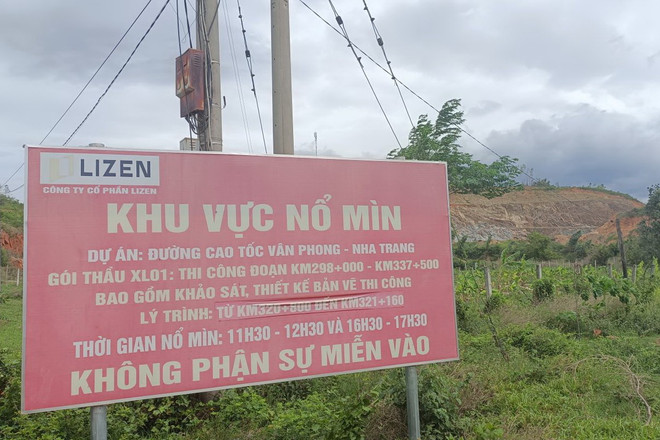 LIZEN
CÔNG TY CỔ PHẦN LIZEN
KHU VỰC NỔ MÌN
DỰ ÁN: ĐƯỜNG CAO TỐC VÂN PHONG - NHA TRANG
GÓI THẦU XL01: THI CÔNG ĐOẠN KM298+000 - KM337+500
BAO GỒM KHẢO SÁT, THIẾT KẾ BẢN VẼ THI CÔNG
LÝ TRÌNH: TỪ KM320+800 ĐẾN KM321+160
THỜI GIAN NỔ MÌN: 11H30 - 12H30 VÀ 16H30 - 17H30
KHÔNG PHẬN SỰ MIỄN VÀO